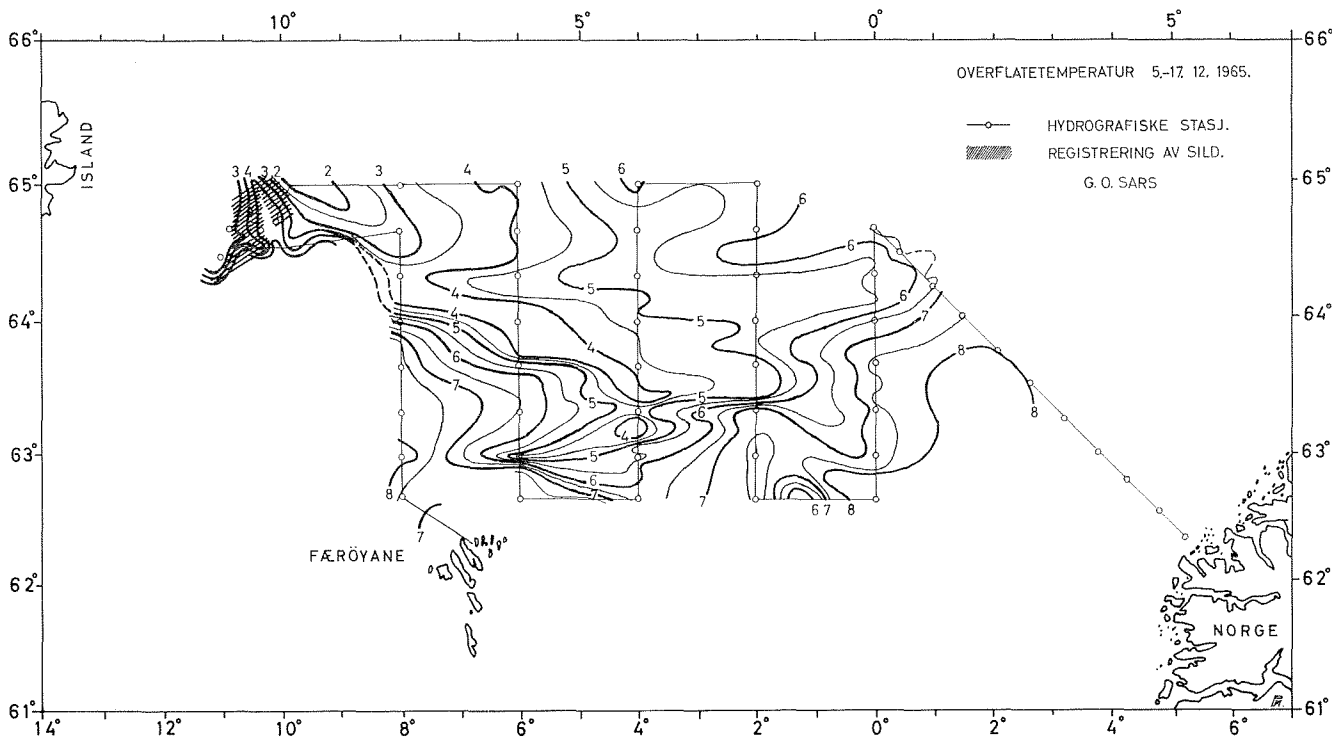 10° 5° 0° 5°
66° 66°
OVERFLATETEMPERATUR 5.-17. 12. 1965.
HYDROGRAFISKE STASJ.
REGISTRERING AV SILD.
G. O. SARS
ISLAND
3 4 3 2 2 3 4 5 6
65° 65°
6
6
5 4 6
7
64° 4 5 64°
5
6 4 8
7
5 5 6 8
4
63° 5 63°
6
8 7 7 6 7 8
7
FÆRÖYANE
62° 62°
NORGE
61° 61°
14° 12° 10° 8° 6° 4° 2° 0° 2° 4° 6°